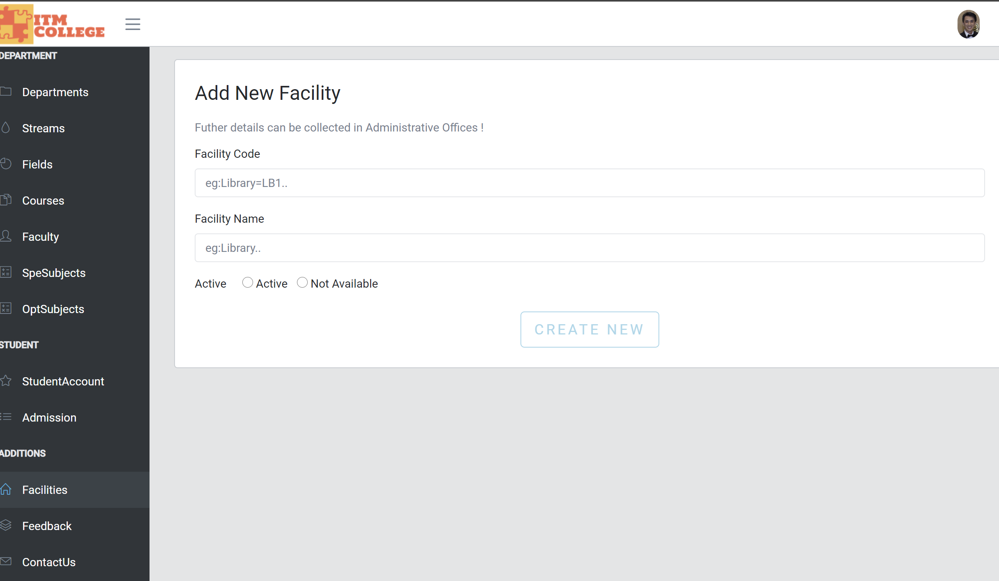 ITM
COLLEGE
DEPARTMENT
Departments
Streams
Fields
Courses
Faculty
SpeSubjects
OptSubjects
STUDENT
StudentAccount
Admission
ADDITIONS
Facilities
Feedback
ContactUs
Add New Facility
Futher details can be collected in Administrative Offices !
Facility Code
eg:Library=LB1..
Facility Name
eg:Library..
Active Active Not Available
CREATE NEW